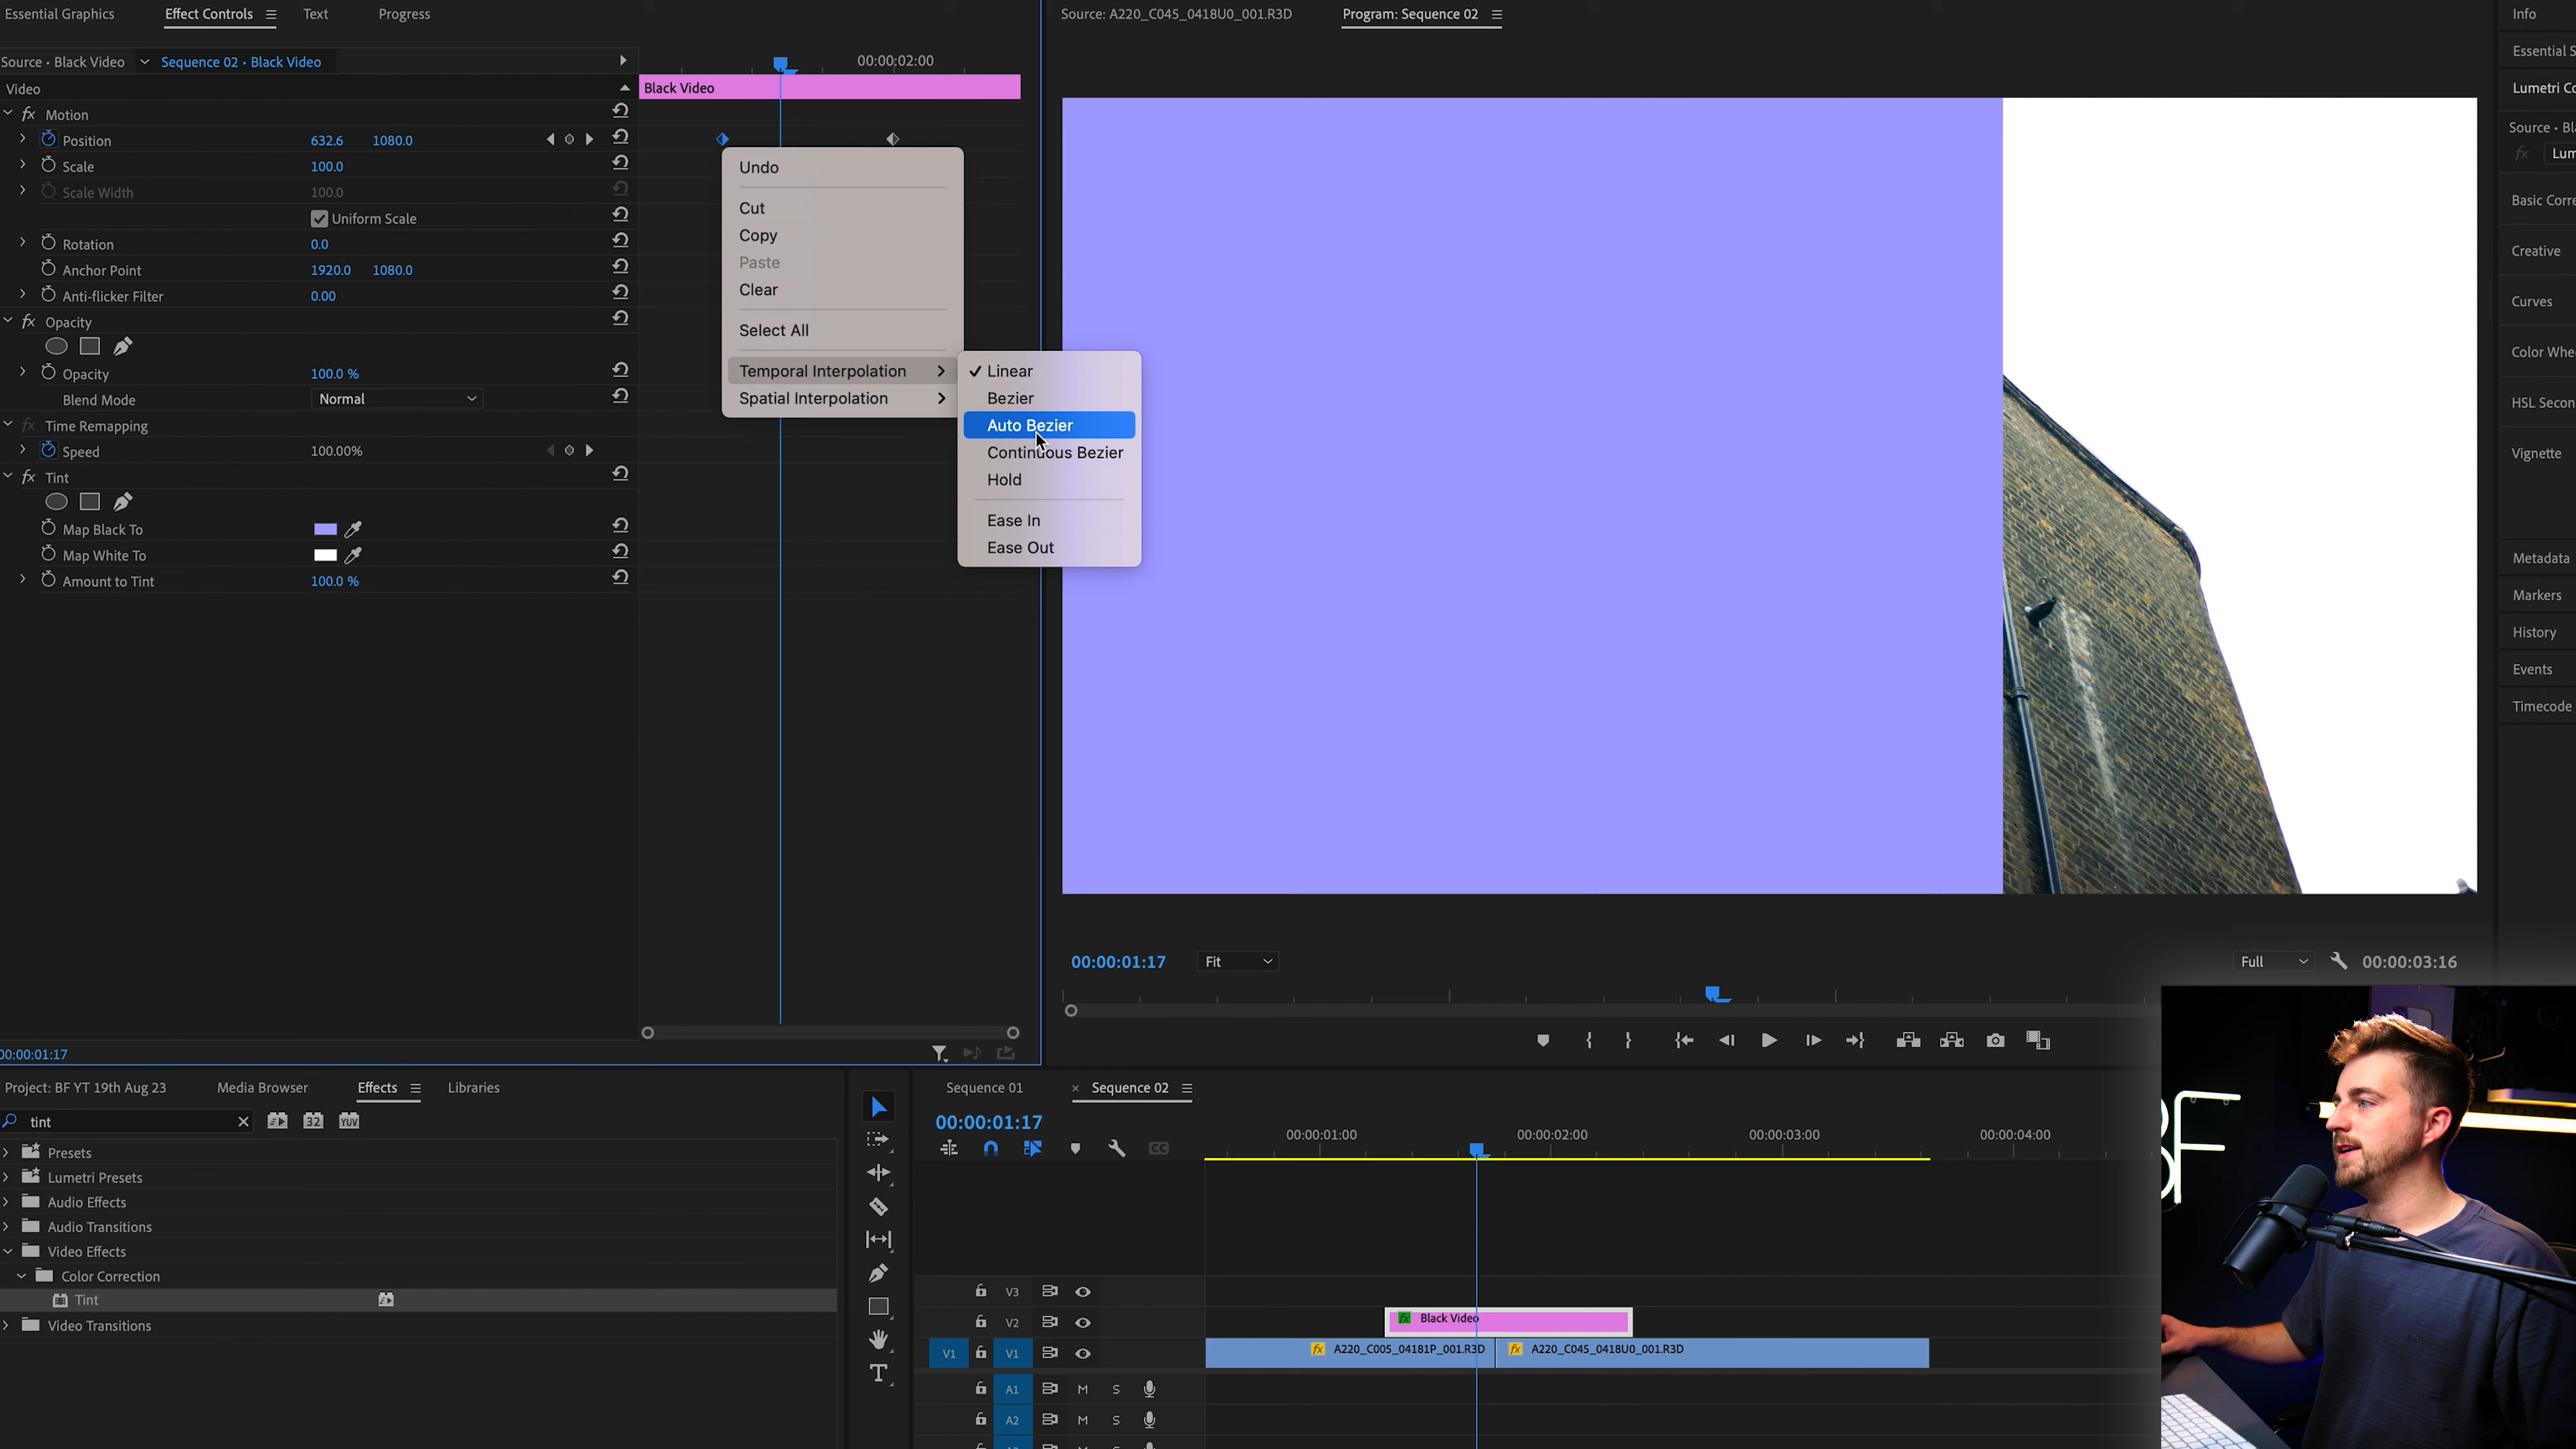 Essential Graphics Effect Controls Text Progress
Source: A220_C045_0418U0_001.R3D Program: Sequence 02
Source • Black Video Sequence 02 • Black Video
00:00:02:00
Video
Black Video
Motion
Position 632.6 1080.0
Scale 100.0
Scale Width 100.0
Uniform Scale
Rotation 0.0
Anchor Point 1920.0 1080.0
Anti-flicker Filter 0.00
Opacity
Opacity 100.0 %
Blend Mode Normal
Time Remapping
Speed 100.00%
Tint
Map Black To
Map White To
Amount to Tint 100.0 %
Undo
Cut
Copy
Paste
Clear
Select All
Temporal Interpolation
Spatial Interpolation
Linear
Bezier
Auto Bezier
Continuous Bezier
Hold
Ease In
Ease Out
Info
Essential S
Lumetri Co
Source • Bl
fx Lum
Basic Corre
Creative
Curves
Color Whe
HSL Secon
Vignette
Metadata
Markers
History
Events
Timecode
00:00:01:17 Fit Full 00:00:03:16
00:00:01:17
Project: BF YT 19th Aug 23 Media Browser Effects Libraries
tint 32 YUV
Presets
Lumetri Presets
Audio Effects
Audio Transitions
Video Effects
Color Correction
Tint
Video Transitions
Sequence 01 × Sequence 02
00:00:01:17
00:00:01:00 00:00:02:00 00:00:03:00 00:00:04:00
V3
V2 fx Black Video
V1 V1 fx A220_C005_04181P_001.R3D fx A220_C045_0418U0_001.R3D
A1 M S
A2 M S
T